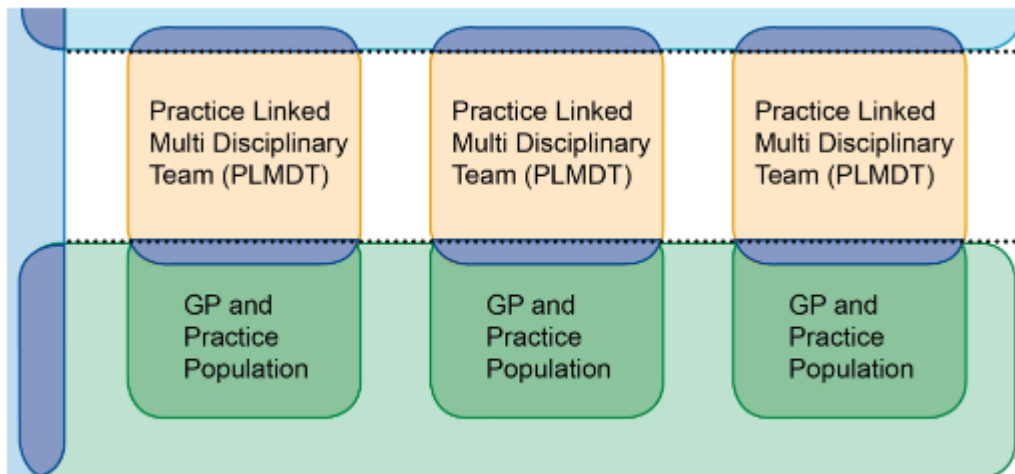 Practice Linked
Multi Disciplinary
Team (PLMDT)
Practice Linked
Multi Disciplinary
Team (PLMDT)
Practice Linked
Multi Disciplinary
Team (PLMDT)
GP and
Practice
Population
GP and
Practice
Population
GP and
Practice
Population